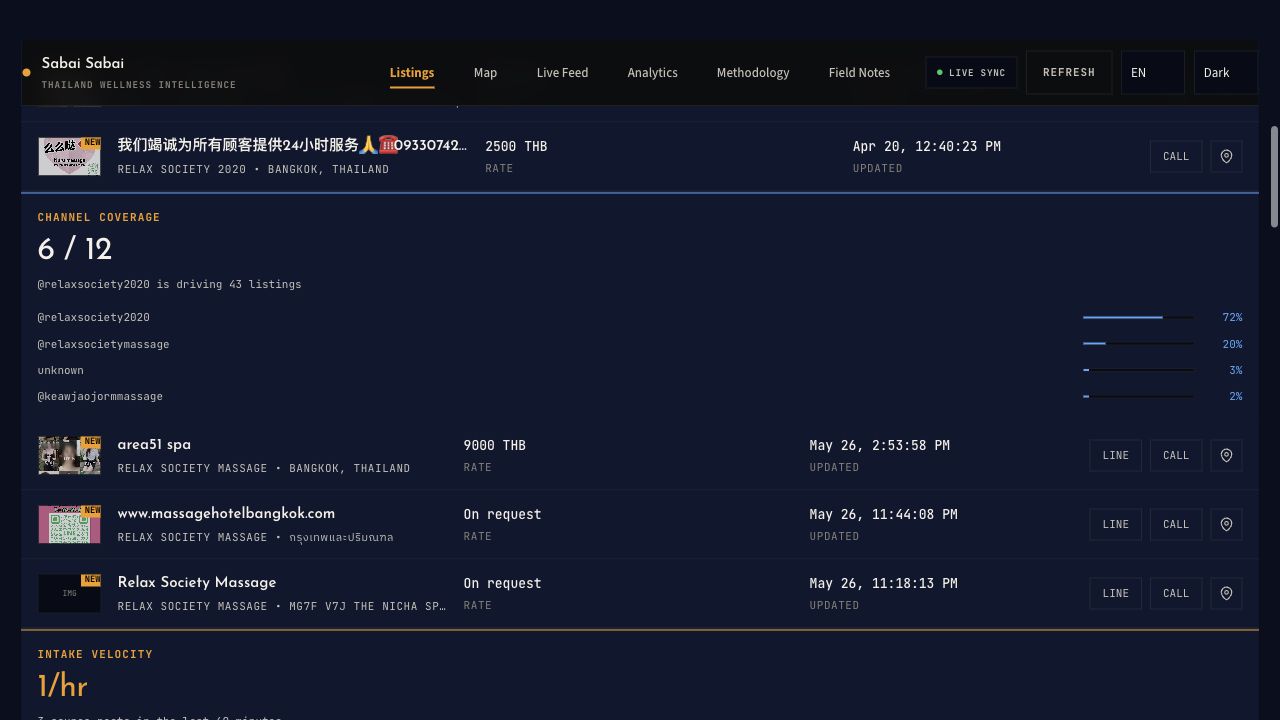 Sabai Sabai
THAILAND WELLNESS INTELLIGENCE
Listings
Map
Live Feed
Analytics
Methodology
Field Notes
LIVE SYNC
REFRESH
EN
Dark
NEW
我们竭诚为所有顾客提供24小时服务🙏☎️09330742…
2500 THB
Apr 20, 12:40:23 PM
CALL
RELAX SOCIETY 2020 • BANGKOK, THAILAND
RATE
UPDATED
CHANNEL COVERAGE
6 / 12
@relaxsociety2020 is driving 43 listings
@relaxsociety2020
72%
@relaxsocietymassage
20%
unknown
3%
@keawjaojormmassage
2%
NEW
area51 spa
9000 THB
May 26, 2:53:58 PM
LINE
CALL
RELAX SOCIETY MASSAGE • BANGKOK, THAILAND
RATE
UPDATED
NEW
www.massagehotelbangkok.com
On request
May 26, 11:44:08 PM
LINE
CALL
RELAX SOCIETY MASSAGE • กรุงเทพและปริมณฑล
RATE
UPDATED
NEW
IMG
Relax Society Massage
On request
May 26, 11:18:13 PM
LINE
CALL
RELAX SOCIETY MASSAGE • MG7F V7J THE NICHA SP…
RATE
UPDATED
INTAKE VELOCITY
1/hr